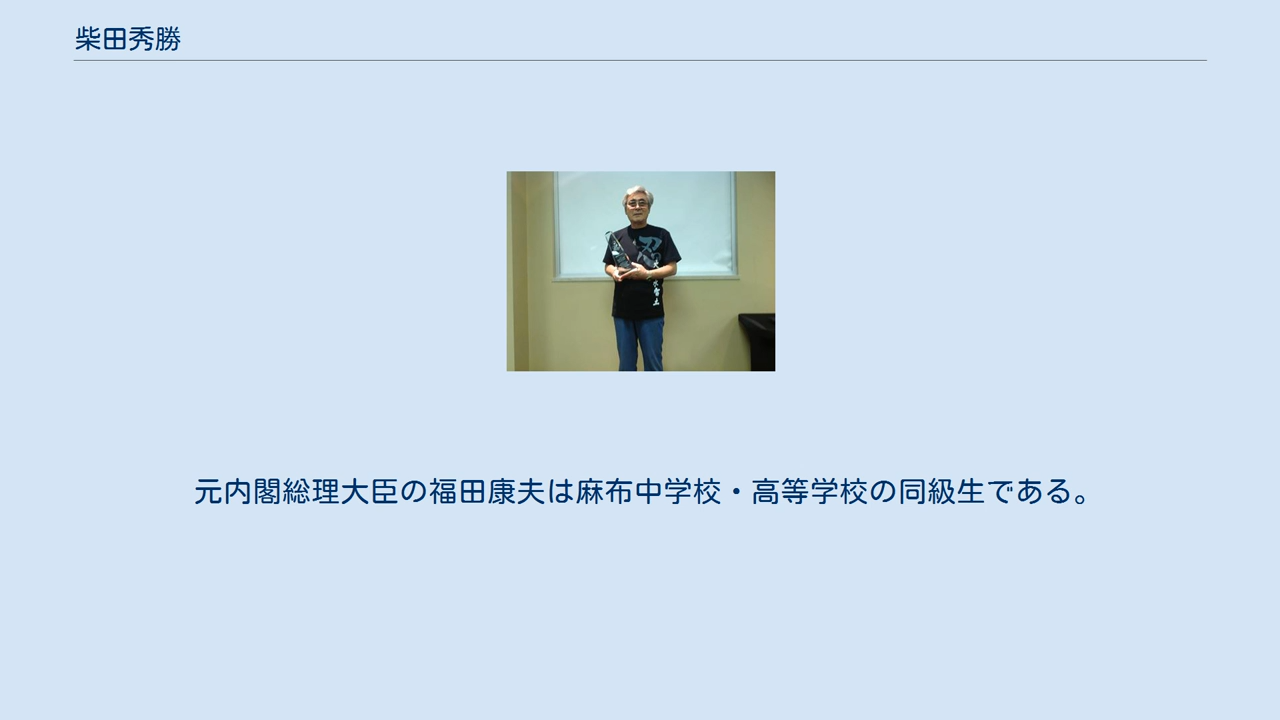 柴田秀勝
忍
元内閣総理大臣の福田康夫は麻布中学校・高等学校の同級生である。